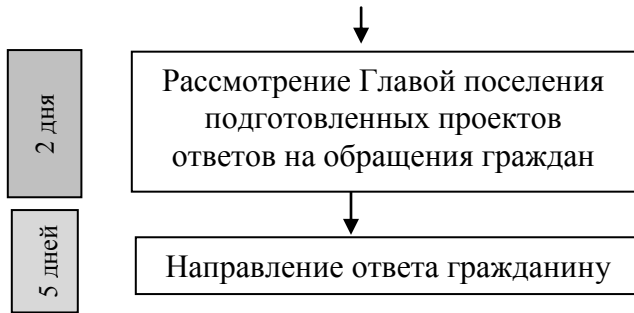 2 дня
Рассмотрение Главой поселения
подготовленных проектов
ответов на обращения граждан
5 дней
Направление ответа гражданину